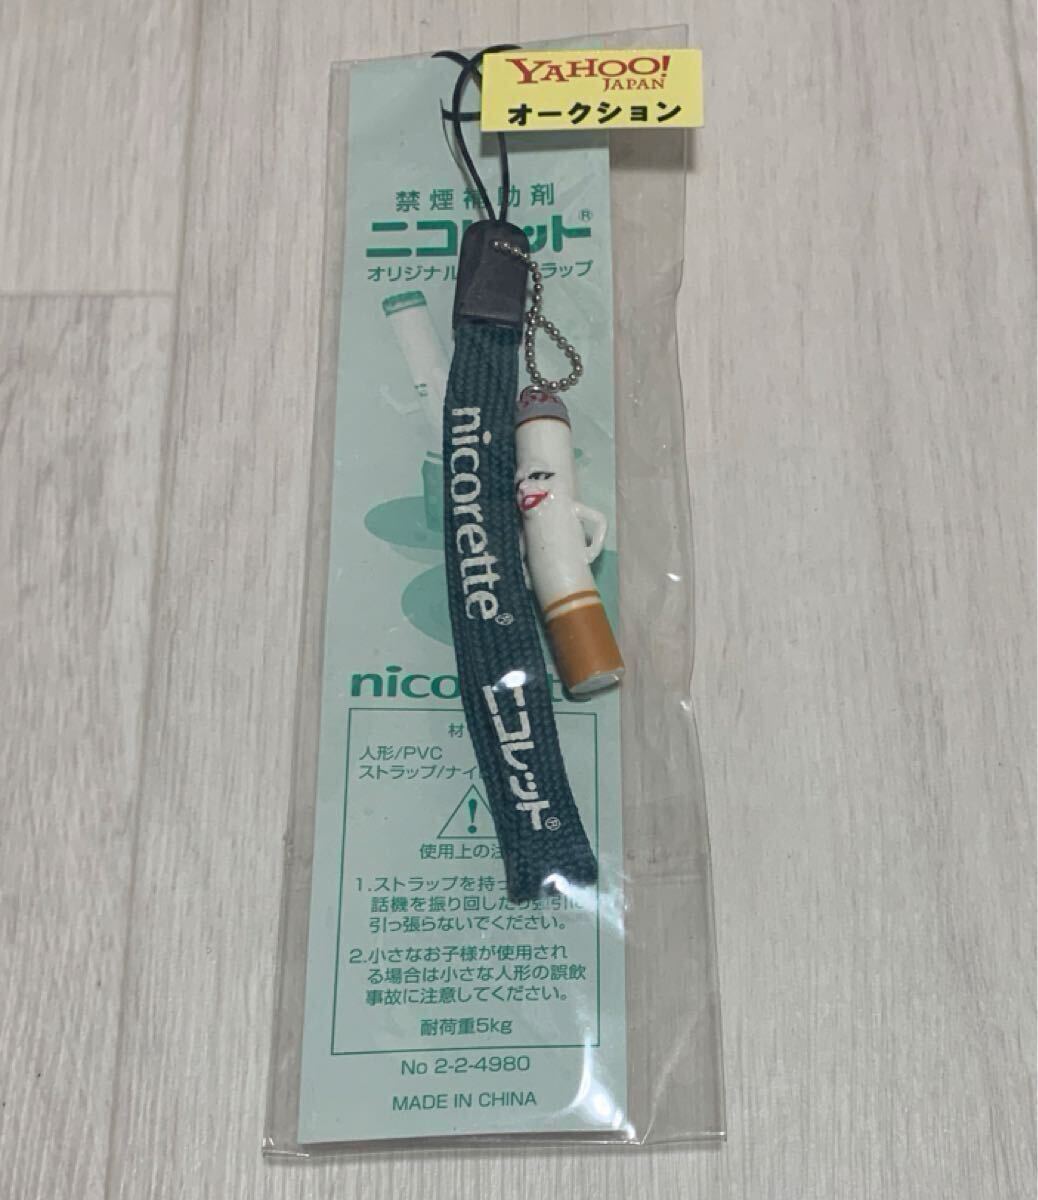 YAHOO!
JAPAN
オークション
禁煙補助剤
ニコレット®
オリジナル ラップ
nicorette®
ニコレット®
nico
材
人形/PVC
ストラップ/ナイ
使用上の注
1.ストラップを持っ
話機を振り回したり強引に
引っ張らないでください。
2.小さなお子様が使用され
る場合は小さな人形の誤飲
事故に注意してください。
耐荷重5kg
No 2-2-4980
MADE IN CHINA